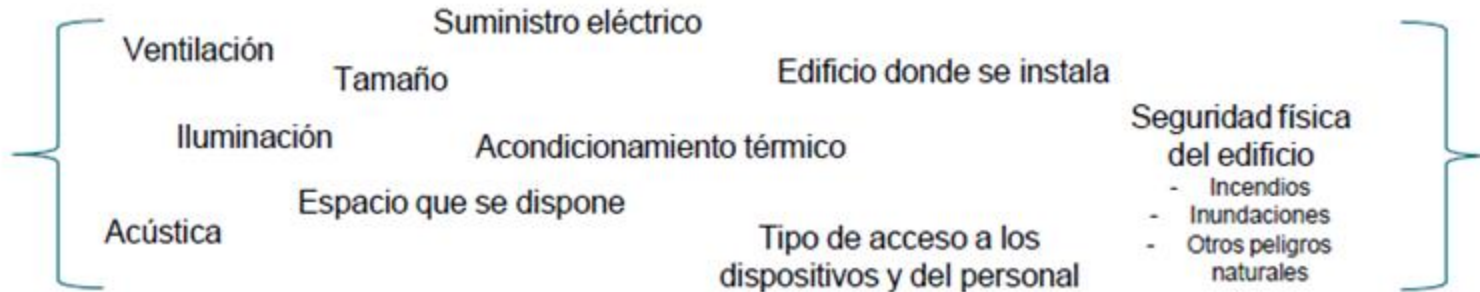 Suministro eléctrico
Ventilación
Tamaño
Edificio donde se instala
Iluminación
Acondicionamiento térmico
Espacio que se dispone
Acústica
Tipo de acceso a los
dispositivos y del personal
Seguridad física
del edificio
- Incendios
- Inundaciones
- Otros peligros
naturales